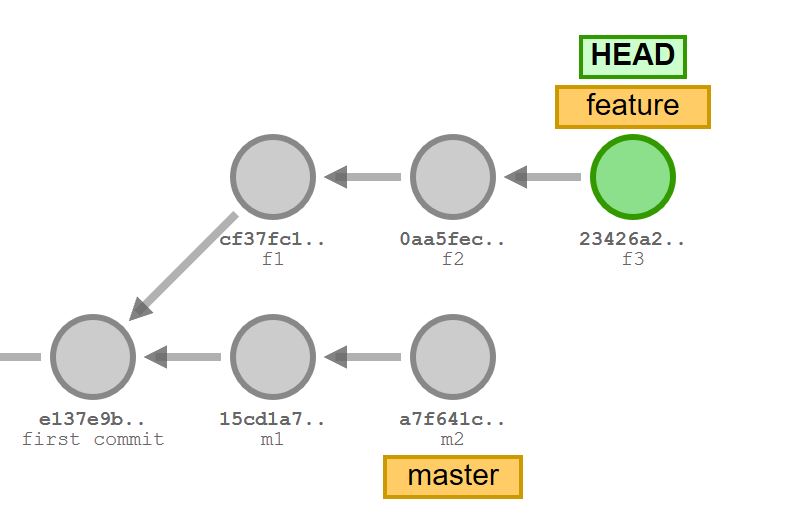 HEAD
feature
cf37fc1.. 0aa5fec.. 23426a2..
f1 f2 f3
e137e9b.. 15cd1a7.. a7f641c..
first commit m1 m2
master